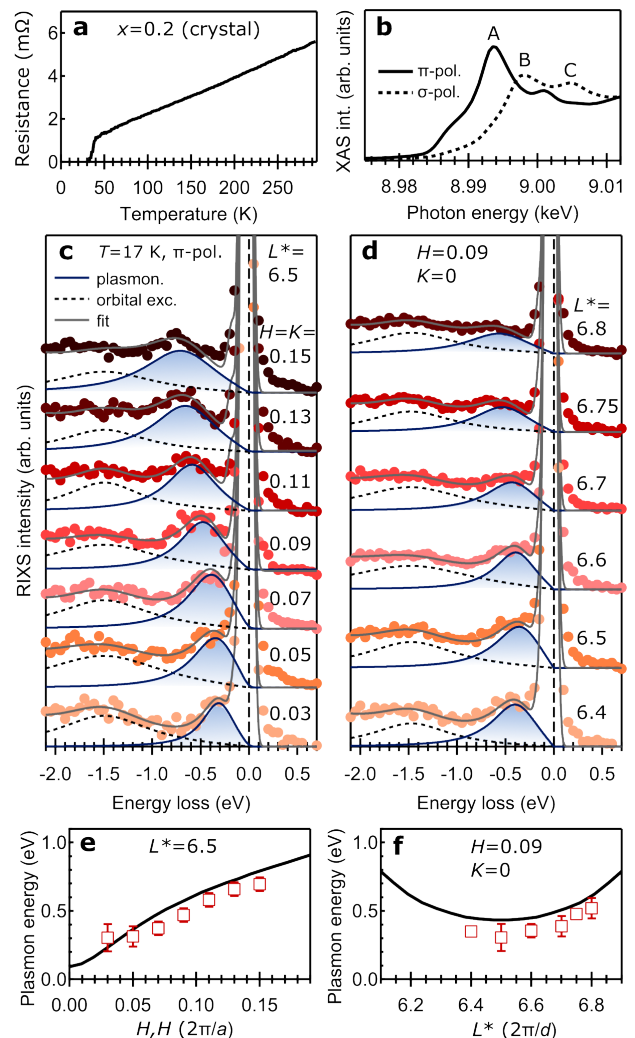 a
x=0.2 (crystal)
Resistance (mΩ)
6
4
2
0
0 50 100 150 200 250
Temperature (K)
b
A
B
C
π-pol.
σ-pol.
XAS int. (arb. units)
8.98 8.99 9.00 9.01
Photon energy (keV)
c
T=17 K, π-pol.
plasmon.
orbital exc.
fit
L*=
6.5
H=K=
0.15
0.13
0.11
0.09
0.07
0.05
0.03
RIXS intensity (arb. units)
-2.0 -1.5 -1.0 -0.5 0.0 0.5
Energy loss (eV)
d
H=0.09
K=0
L*=
6.8
6.75
6.7
6.6
6.5
6.4
-2.0 -1.5 -1.0 -0.5 0.0 0.5
Energy loss (eV)
e
L*=6.5
Plasmon energy (eV)
1.0
0.5
0.0
0.00 0.05 0.10 0.15
H,H (2π/a)
f
H=0.09
K=0
Plasmon energy (eV)
1.0
0.5
0.0
6.2 6.4 6.6 6.8
L* (2π/d)